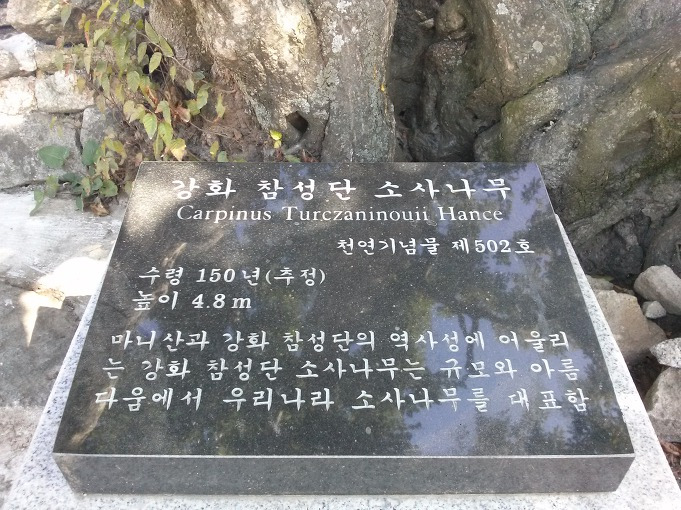 강화 참성단 소사나무
Carpinus Turczaninouii Hance
천연기념물 제502호
수령 150년(추정)
높이 4.8m
마니산과 강화 참성단의 역사성에 어울리
는 강화 참성단 소사나무는 규모와 아름
다움에서 우리나라 소사나무를 대표함